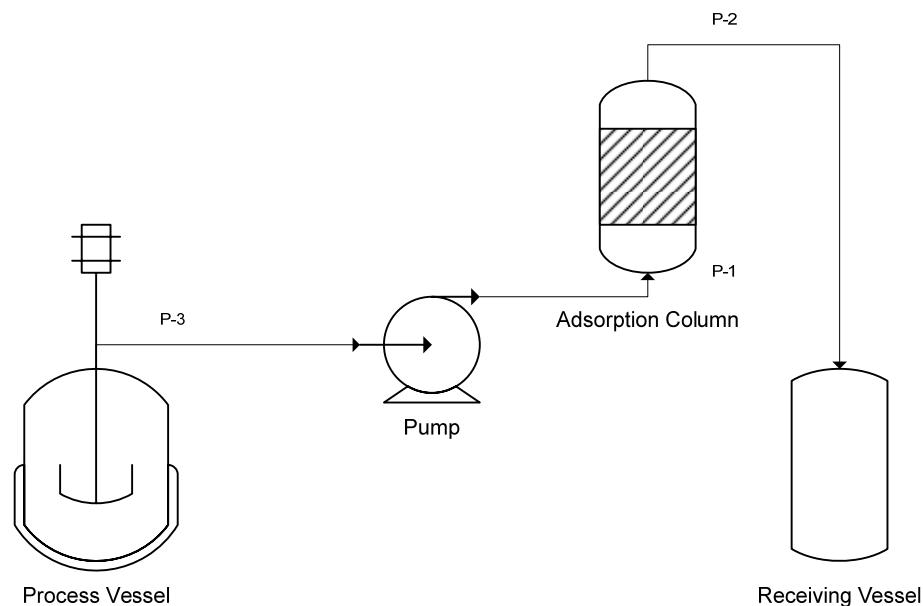 P-2
P-1
Adsorption Column
P-3
Pump
Process Vessel
Receiving Vessel